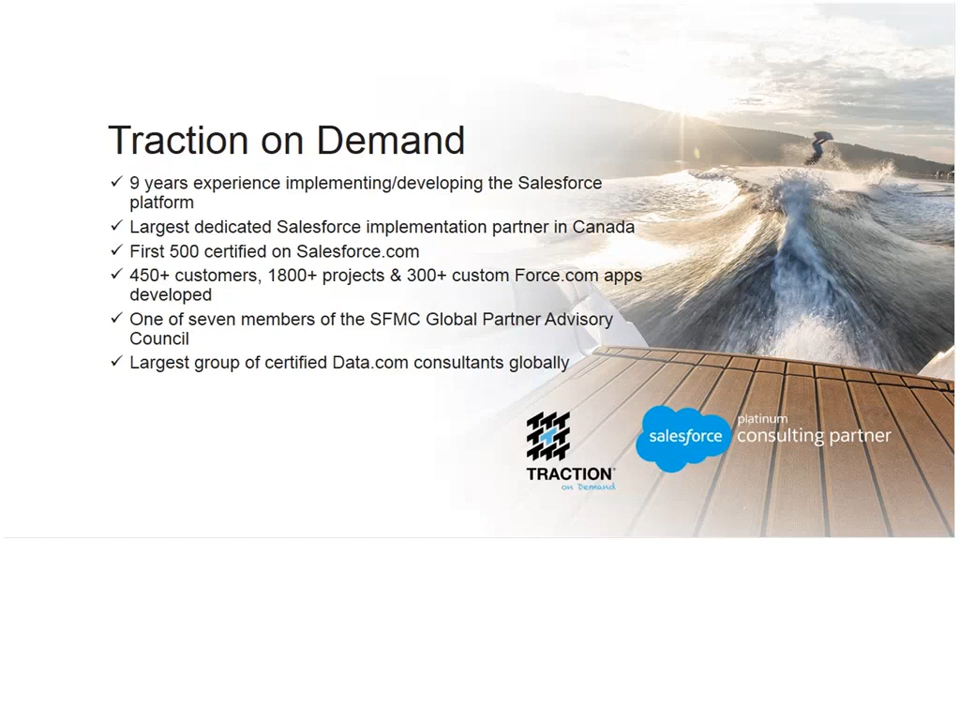 Traction on Demand
✓ 9 years experience implementing/developing the Salesforce
platform
✓ Largest dedicated Salesforce implementation partner in Canada
✓ First 500 certified on Salesforce.com
✓ 450+ customers, 1800+ projects & 300+ custom Force.com apps
developed
✓ One of seven members of the SFMC Global Partner Advisory
Council
✓ Largest group of certified Data.com consultants globally
TRACTION
on Demand
salesforce
platinum
consulting partner